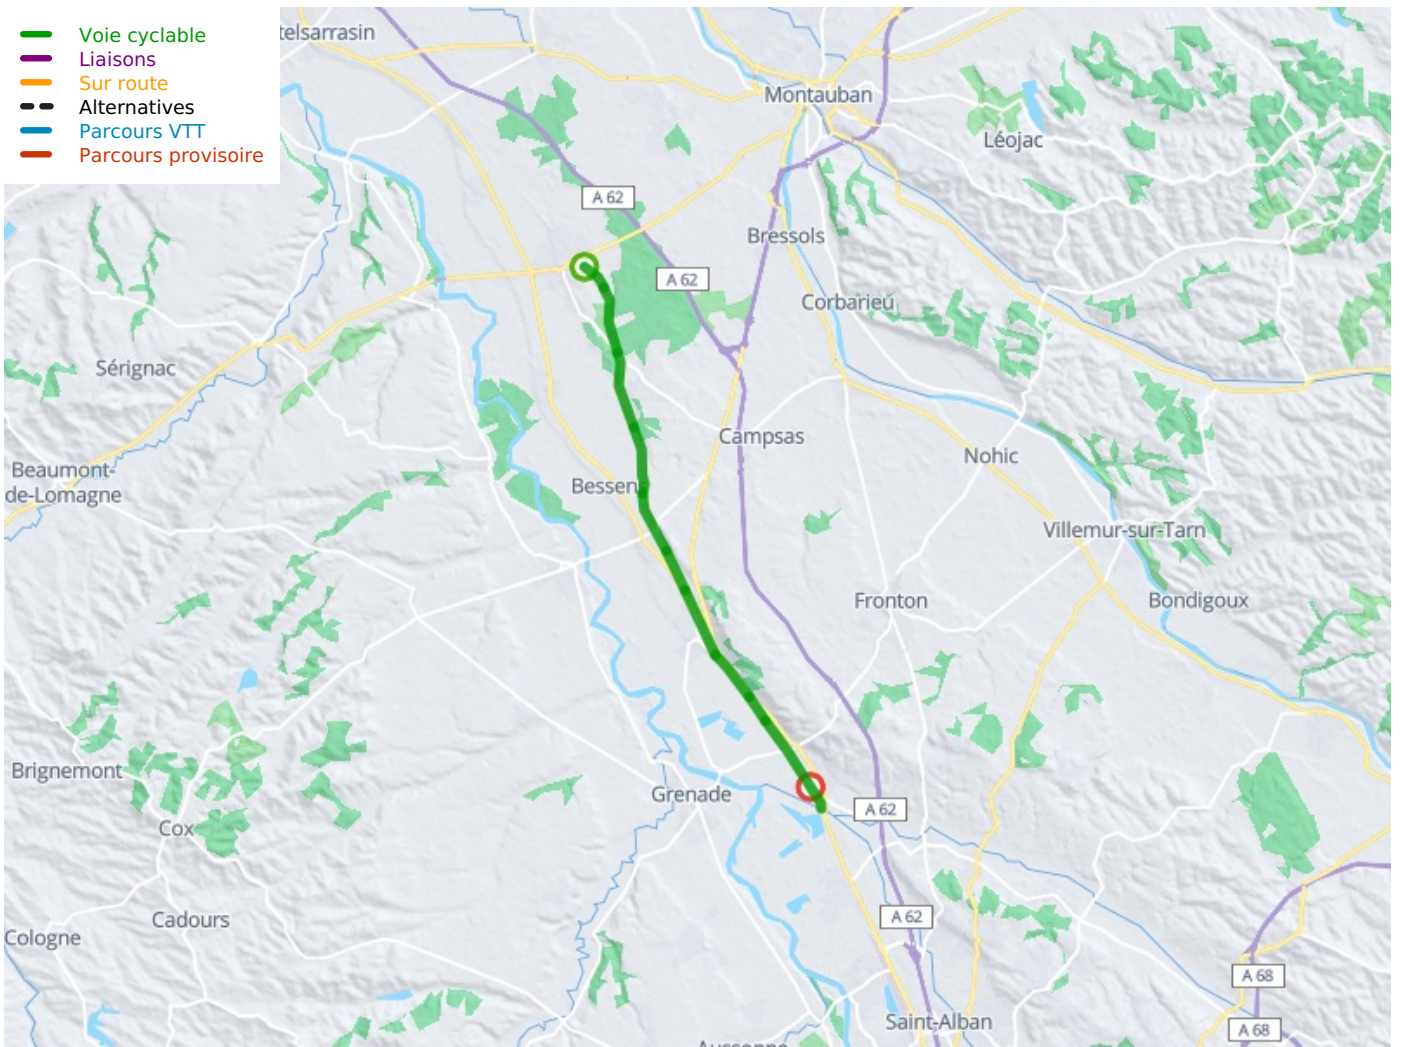 Voie cyclable
Liaisons
Sur route
Alternatives
Parcours VTT
Parcours provisoire
telsarrasin
Montauban
Léojac
A 62
Bressols
A 62
Corbarieu
Sérignac
Campsas
Nohic
Beaumont-
de-Lomagne
Bessens
Villemur-sur-Tarn
Fronton
Bondigoux
Brignemont
Grenade
A 62
Cox
Cadours
A 62
Cologne
A 68
Saint-Alban
A 68